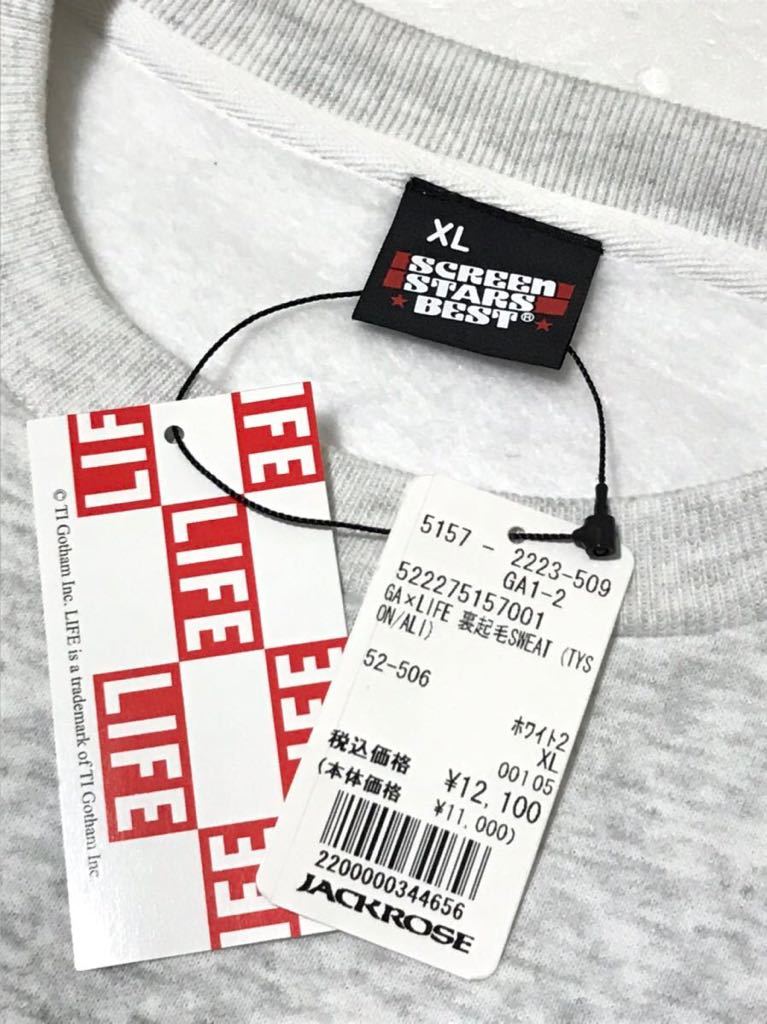 XL
SCREEN
STARS
BEST®
LIFE
IFE
LIFE
LIFE
© TI Gotham Inc. LIFE is a trademark of TI Gotham Inc.
5157 - 2223-509
GA1-2
522275157001
GA×LIFE 裏起毛SWEAT (TYS
ON/ALI)
52-506
ホワイト2
XL
00105
税込価格 ¥12,100
(本体価格 ¥11,000)
2200000344656
JACKROSE